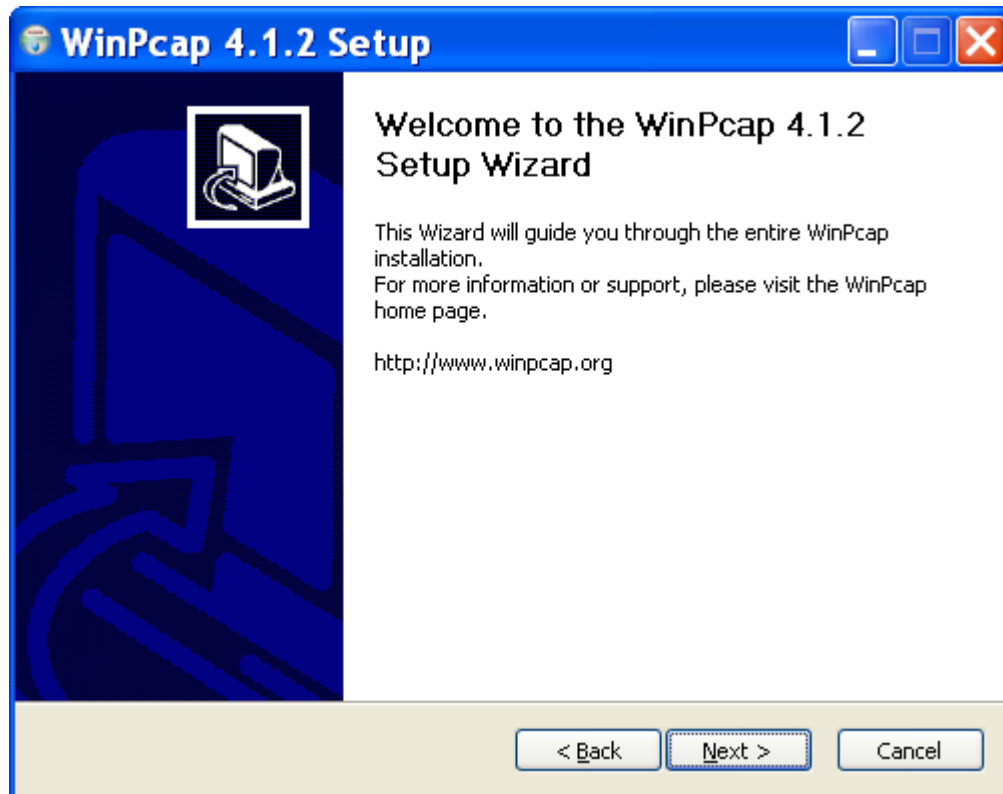 WinPcap 4.1.2 Setup
Welcome to the WinPcap 4.1.2
Setup Wizard
This Wizard will guide you through the entire WinPcap
installation.
For more information or support, please visit the WinPcap
home page.
http://www.winpcap.org
< Back
Next >
Cancel